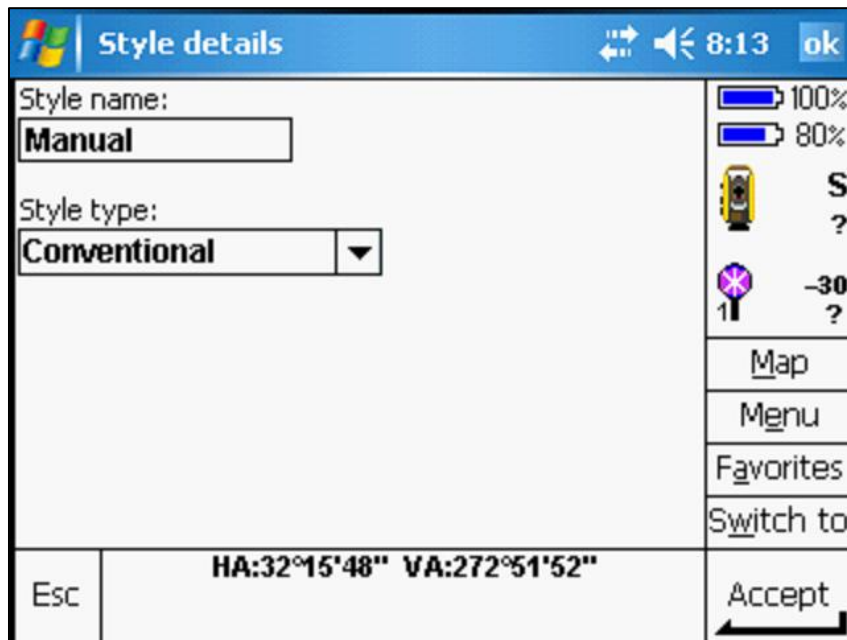 Style details
8:13
ok
Style name:
Manual
Style type:
Conventional
100%
80%
S
?
1
-30
?
Map
Menu
Favorites
Switch to
Esc
HA:32°15'48" VA:272°51'52"
Accept